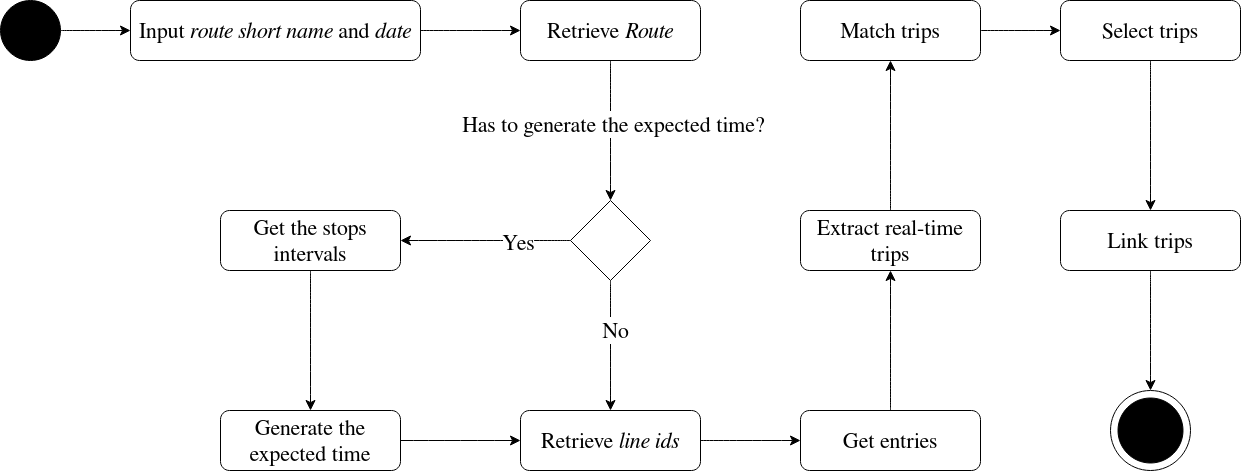 Input route short name and date
Retrieve Route
Match trips
Select trips
Has to generate the expected time?
Get the stops
intervals
Yes
Extract real-time
trips
Link trips
No
Generate the
expected time
Retrieve line ids
Get entries